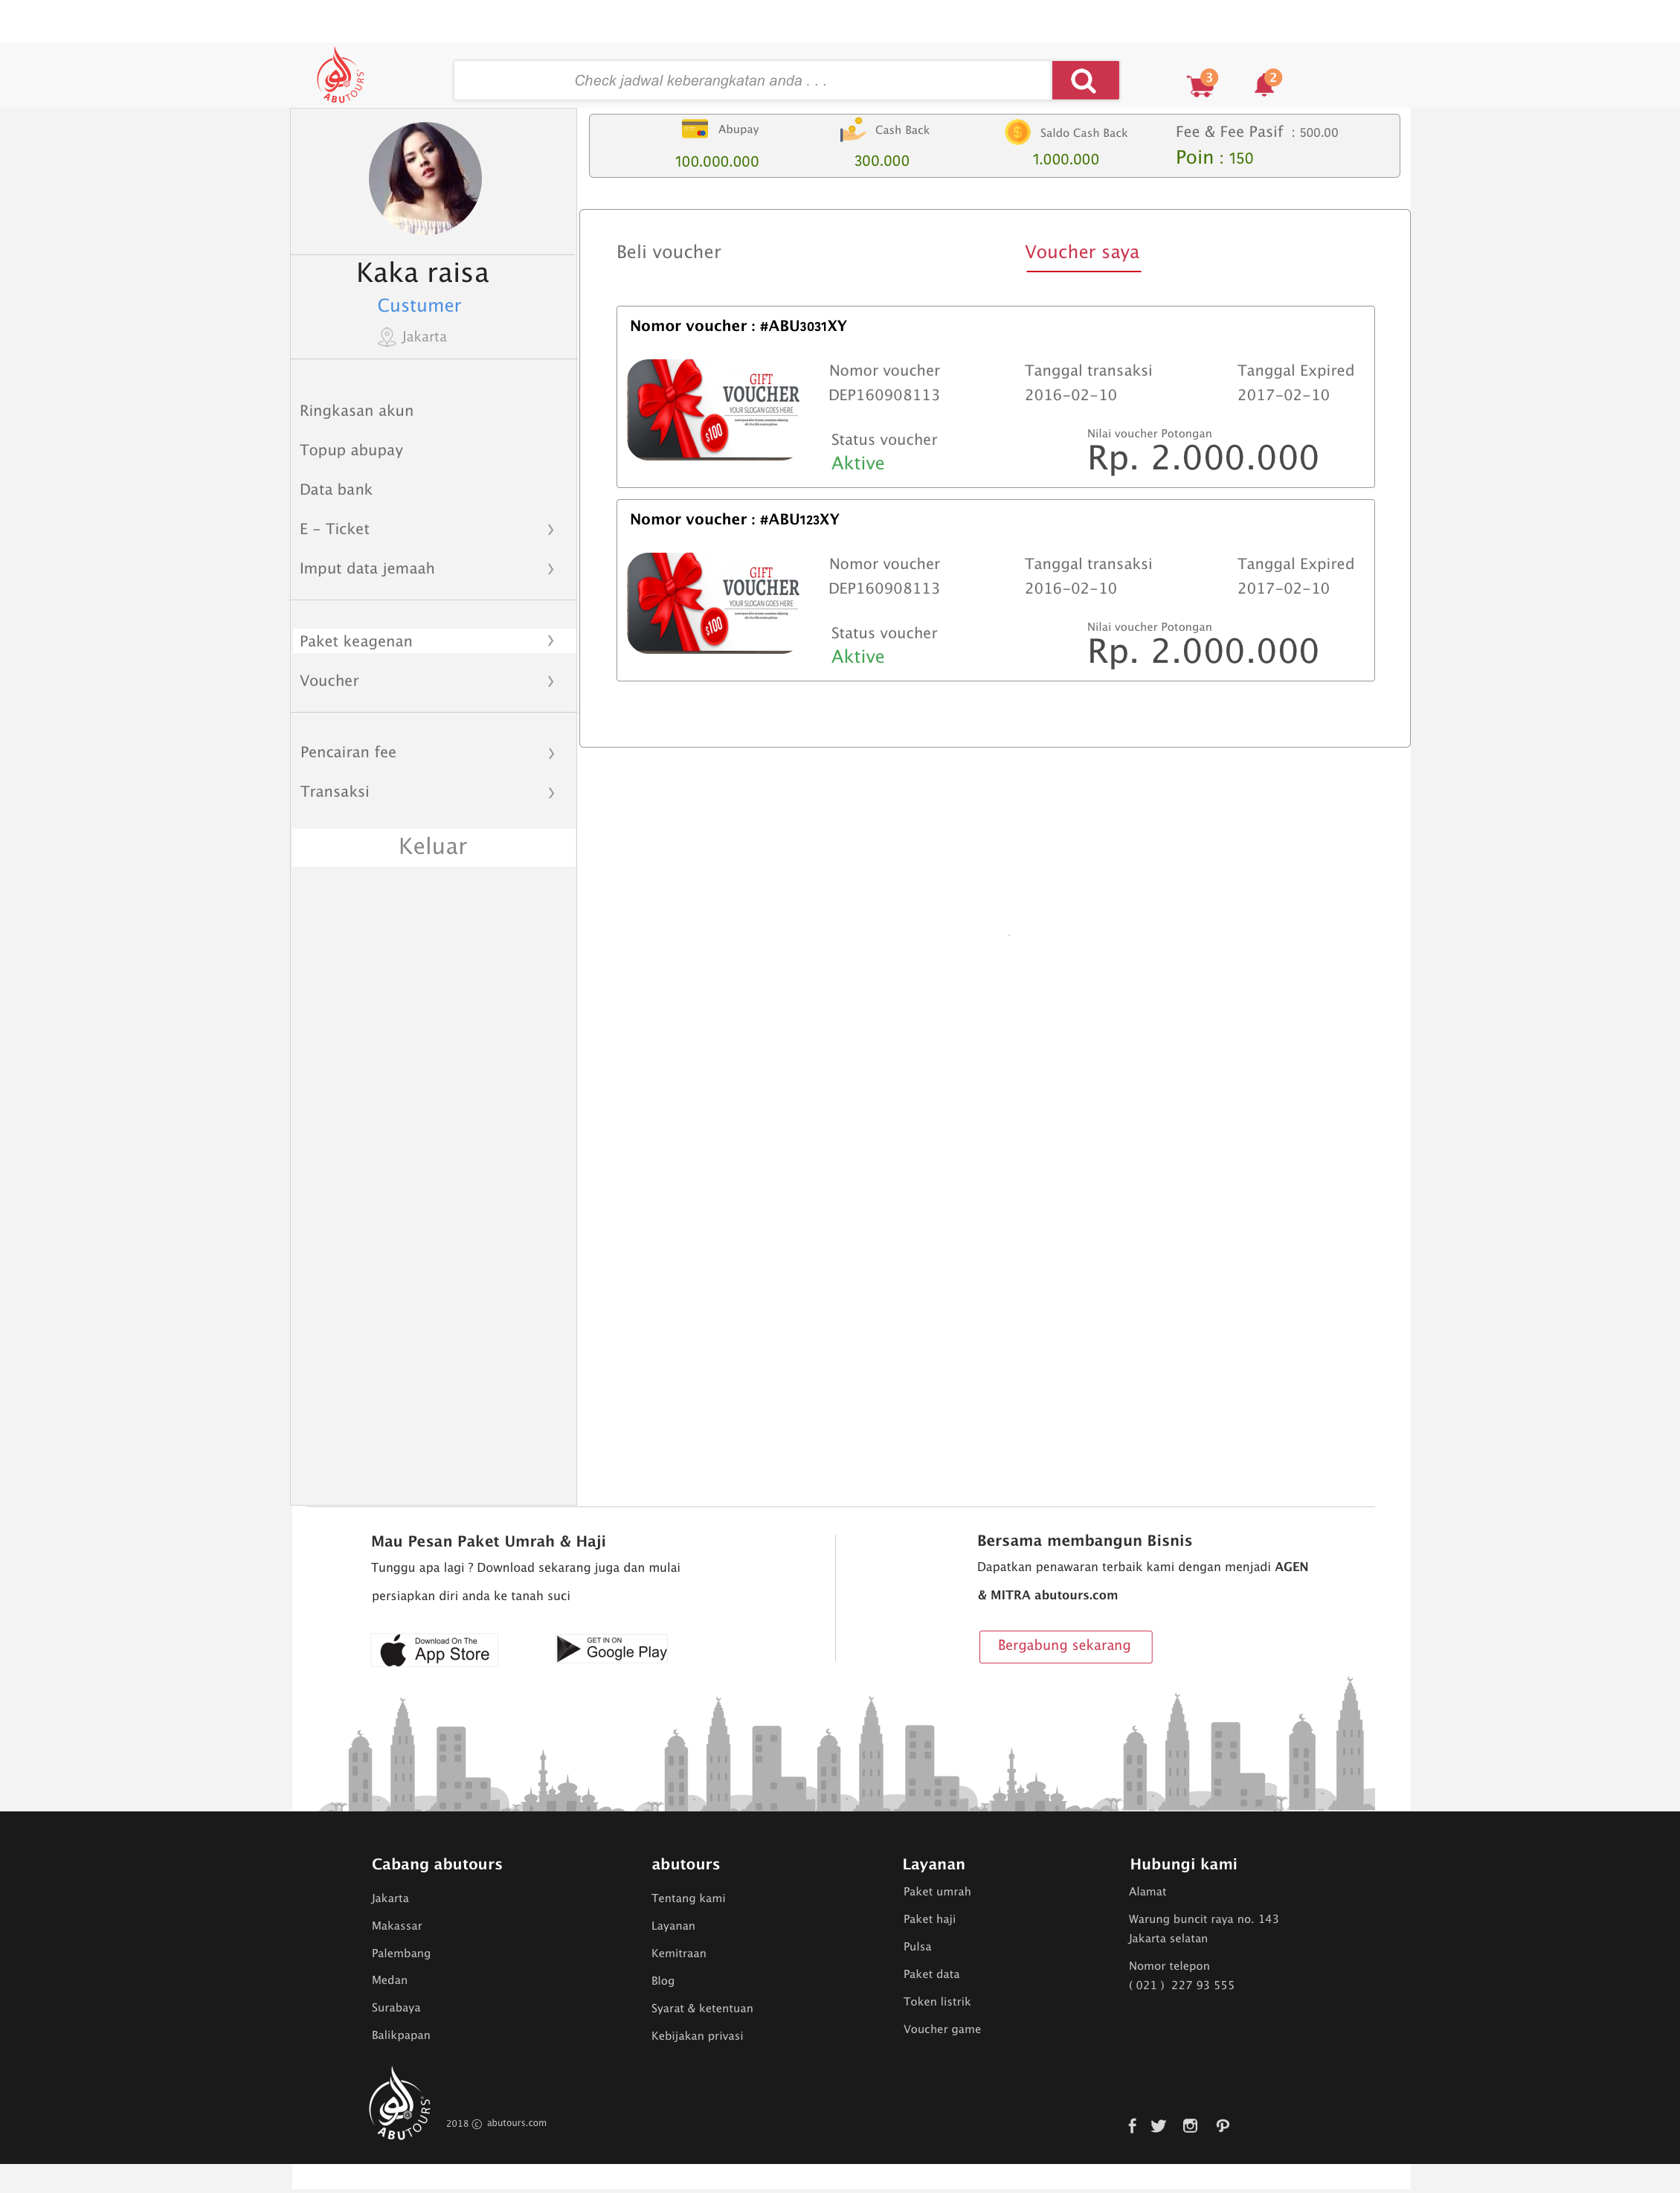 ABUTOURS
Check jadwal keberangkatan anda . . .
3
2
Abupay
100.000.000
Cash Back
300.000
Saldo Cash Back
1.000.000
Fee & Fee Pasif : 500.00
Poin : 150
Kaka raisa
Custumer
Jakarta
Ringkasan akun
Topup abupay
Data bank
E - Ticket
Imput data jemaah
Paket keagenan
Voucher
Pencairan fee
Transaksi
Keluar
Beli voucher
Voucher saya
Nomor voucher : #ABU3031XY
GIFT
VOUCHER
YOUR SLOGAN GOES HERE
$100
Nomor voucher
DEP160908113
Tanggal transaksi
2016-02-10
Tanggal Expired
2017-02-10
Status voucher
Aktive
Nilai voucher Potongan
Rp. 2.000.000
Nomor voucher : #ABU123XY
GIFT
VOUCHER
YOUR SLOGAN GOES HERE
$100
Nomor voucher
DEP160908113
Tanggal transaksi
2016-02-10
Tanggal Expired
2017-02-10
Status voucher
Aktive
Nilai voucher Potongan
Rp. 2.000.000
Mau Pesan Paket Umrah & Haji
Tunggu apa lagi ? Download sekarang juga dan mulai
persiapkan diri anda ke tanah suci
Download On The
App Store
GET IN ON
Google Play
Bersama membangun Bisnis
Dapatkan penawaran terbaik kami dengan menjadi AGEN
& MITRA abutours.com
Bergabung sekarang
Cabang abutours
Jakarta
Makassar
Palembang
Medan
Surabaya
Balikpapan
abutours
Tentang kami
Layanan
Kemitraan
Blog
Syarat & ketentuan
Kebijakan privasi
Layanan
Paket umrah
Paket haji
Pulsa
Paket data
Token listrik
Voucher game
Hubungi kami
Alamat
Warung buncit raya no. 143
Jakarta selatan
Nomor telepon
( 021 ) 227 93 555
ABUTOURS
2018 © abutours.com